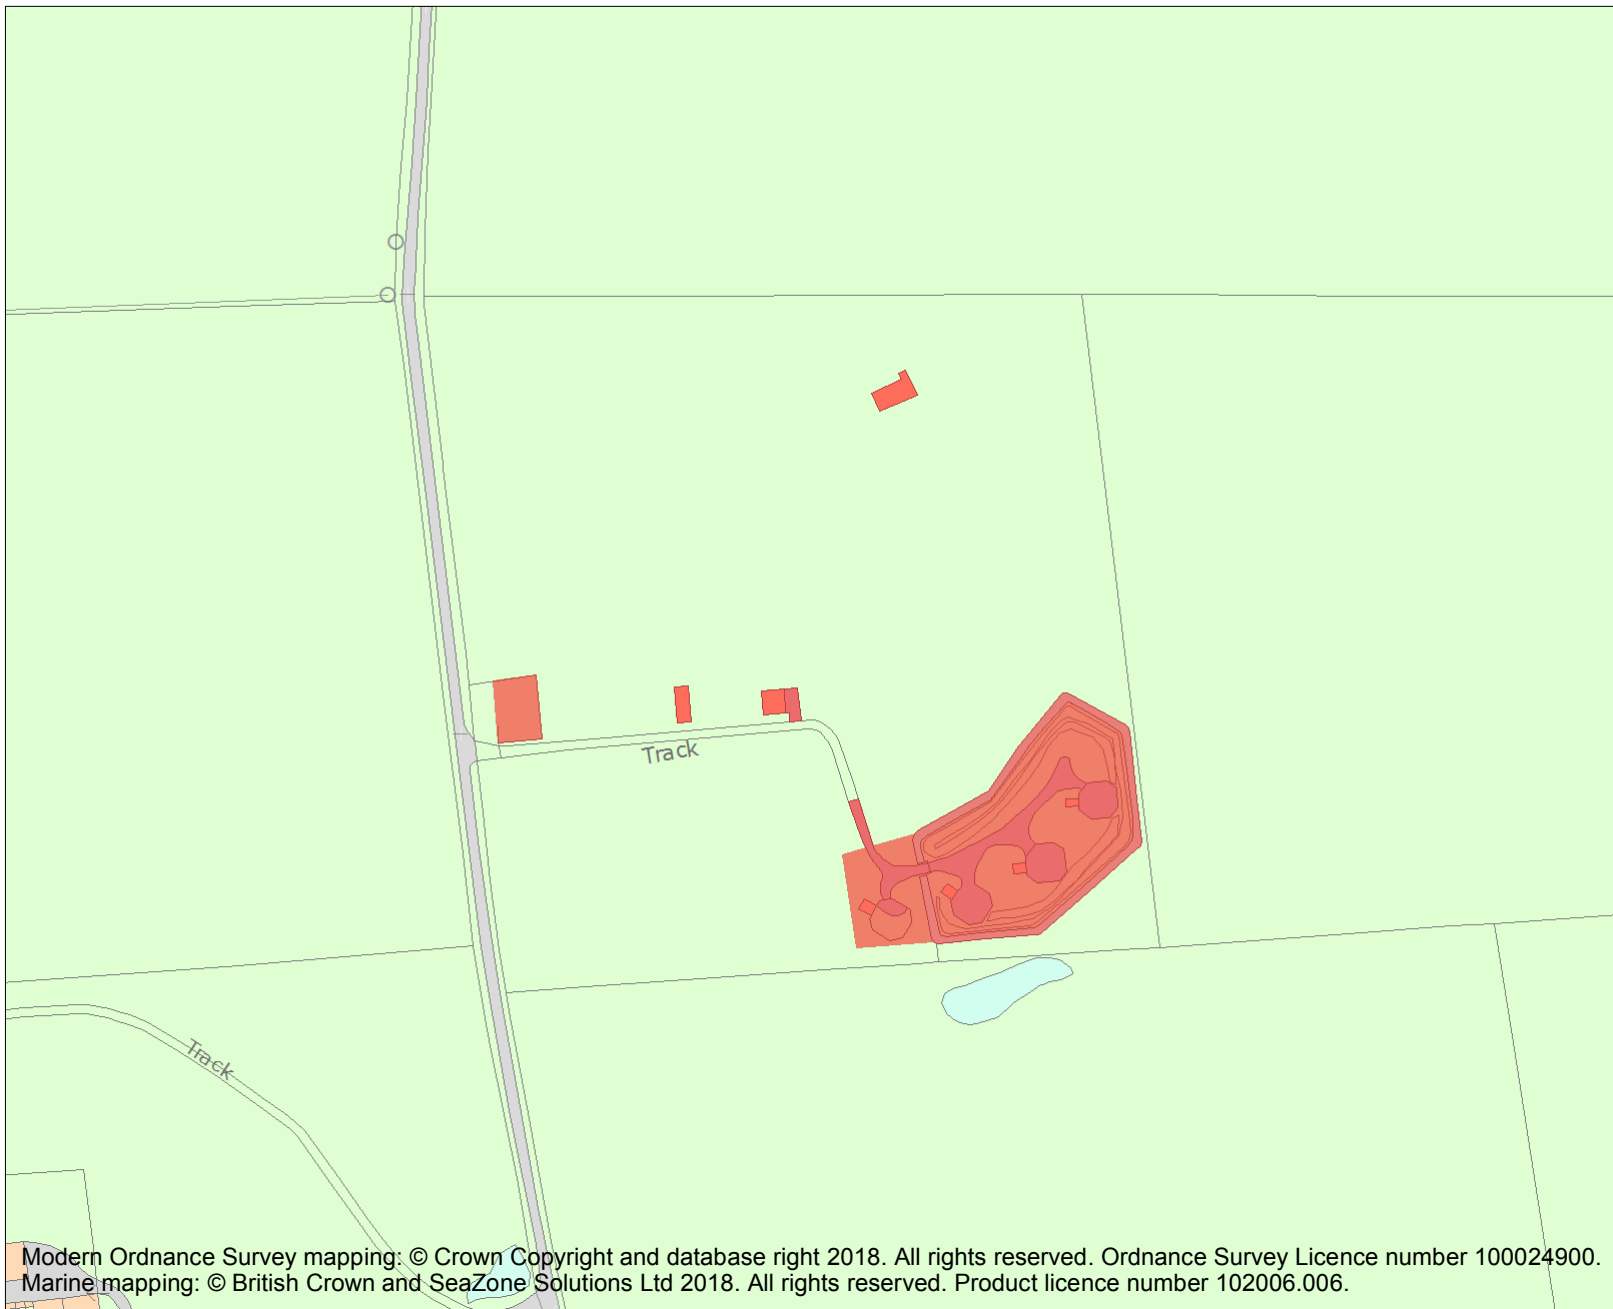 Track
Track
Modern Ordnance Survey mapping: © Crown Copyright and database right 2018. All rights reserved. Ordnance Survey Licence number 100024900.
Marine mapping: © British Crown and SeaZone Solutions Ltd 2018. All rights reserved. Product licence number 102006.006.